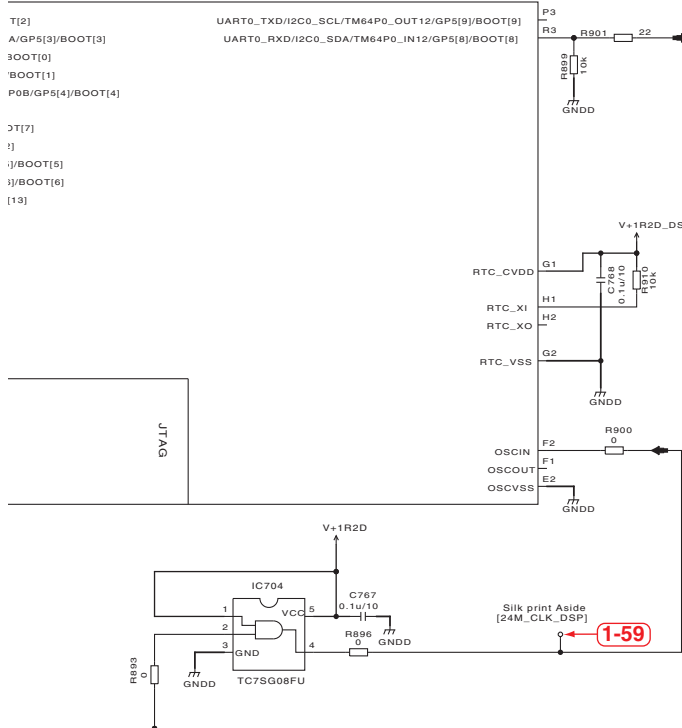 T[2]
UART0_TXD/I2C0_SCL/TM64P0_OUT12/GP5[9]/BOOT[9]
P3
A/GP5[3]/BOOT[3]
UART0_RXD/I2C0_SDA/TM64P0_IN12/GP5[8]/BOOT[8]
R3
R901
22
BOOT[0]
/BOOT[1]
P0B/GP5[4]/BOOT[4]
R899
10k
GNDD
OT[7]
]/BOOT[5]
]/BOOT[6]
[13]
V+1R2D_DS
RTC_CVDD
G1
C768
0.1u/10
R910
10k
RTC_XI
H1
RTC_XO
H2
RTC_VSS
G2
GNDD
JTAG
R900
0
OSCIN
F2
OSCOUT
F1
OSCVSS
E2
GNDD
V+1R2D
IC704
C767
0.1u/10
1
VCC
5
2
R896
0
GNDD
3
GND
4
Silk print Aside
[24M_CLK_DSP]
1-59
R893
0
GNDD
TC7SG08FU